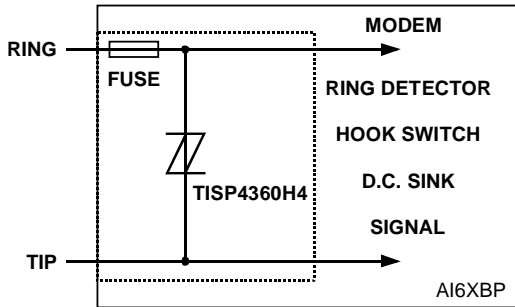 MODEM
RING
FUSE
RING DETECTOR
HOOK SWITCH
TISP4360H4
D.C. SINK
SIGNAL
TIP
AI6XBP